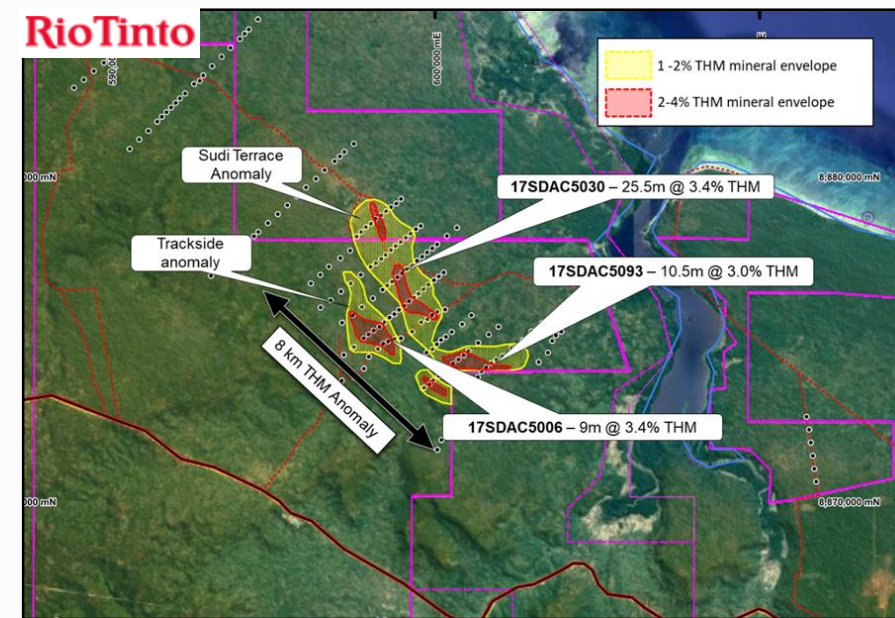 RioTinto
600,000 mE
1 -2% THM mineral envelope
2-4% THM mineral envelope
Sudi Terrace
Anomaly
17SDAC5030 – 25.5m @ 3.4% THM
8,880,000 mN
Trackside
anomaly
17SDAC5093 – 10.5m @ 3.0% THM
8 km THM Anomaly
17SDAC5006 – 9m @ 3.4% THM
8,870,000 mN